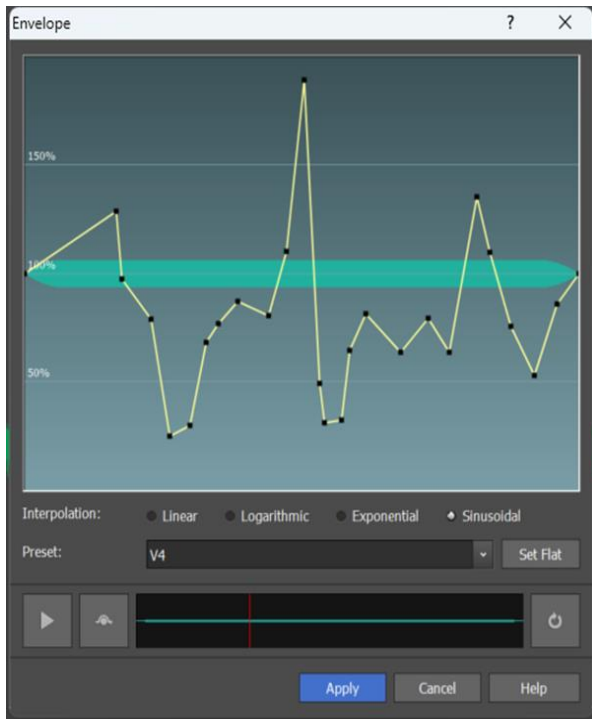 Envelope ?
150%
100%
50%
Interpolation: Linear Logarithmic Exponential Sinusoidal
Preset: V4 Set Flat
Apply Cancel Help